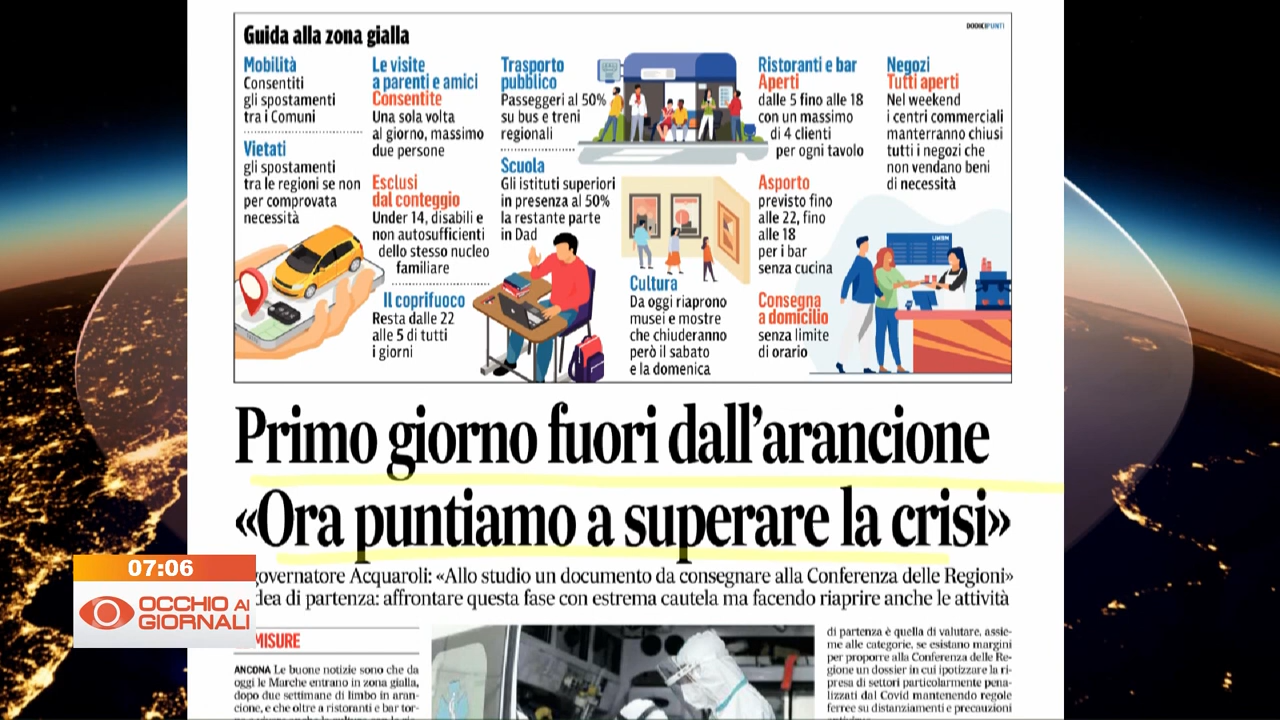 Guida alla zona gialla
DODICIPUNTI
Mobilità
Consentiti
gli spostamenti
tra i Comuni
Vietati
gli spostamenti
tra le regioni se non
per comprovata
necessità
Le visite
a parenti e amici
Consentite
Una sola volta
al giorno, massimo
due persone
Esclusi
dal conteggio
Under 14, disabili e
non autosufficienti
dello stesso nucleo
familiare
Il coprifuoco
Resta dalle 22
alle 5 di tutti
i giorni
Trasporto
pubblico
Passeggeri al 50%
su bus e treni
regionali
Scuola
Gli istituti superiori
in presenza al 50%
la restante parte
in Dad
Cultura
Da oggi riaprono
musei e mostre
che chiuderanno
però il sabato
e la domenica
Ristoranti e bar
Aperti
dalle 5 fino alle 18
con un massimo
di 4 clienti
per ogni tavolo
Asporto
previsto fino
alle 22, fino
alle 18
per i bar
senza cucina
Consegna
a domicilio
senza limite
di orario
Negozi
Tutti aperti
Nel weekend
i centri commerciali
manterranno chiusi
tutti i negozi che
non vendano beni
di necessità
Primo giorno fuori dall'arancione
«Ora puntiamo a superare la crisi»
governatore Acquaroli: «Allo studio un documento da consegnare alla Conferenza delle Regioni»
dea di partenza: affrontare questa fase con estrema cautela ma facendo riaprire anche le attività
07:06
OCCHIO AI
GIORNALI
MISURE
ANCONA Le buone notizie sono che da
oggi le Marche entrano in zona gialla,
dopo due settimane di limbo in aran-
cione, e che oltre a ristoranti e bar tor-
di partenza è quella di valutare, assie-
me alle categorie, se esistano margini
per proporre alla Conferenza delle Re-
gione un dossier in cui ipotizzare la ri-
presa di settori particolarmente pena-
lizzati dal Covid mantenendo regole
ferree su distanziamenti e precauzioni